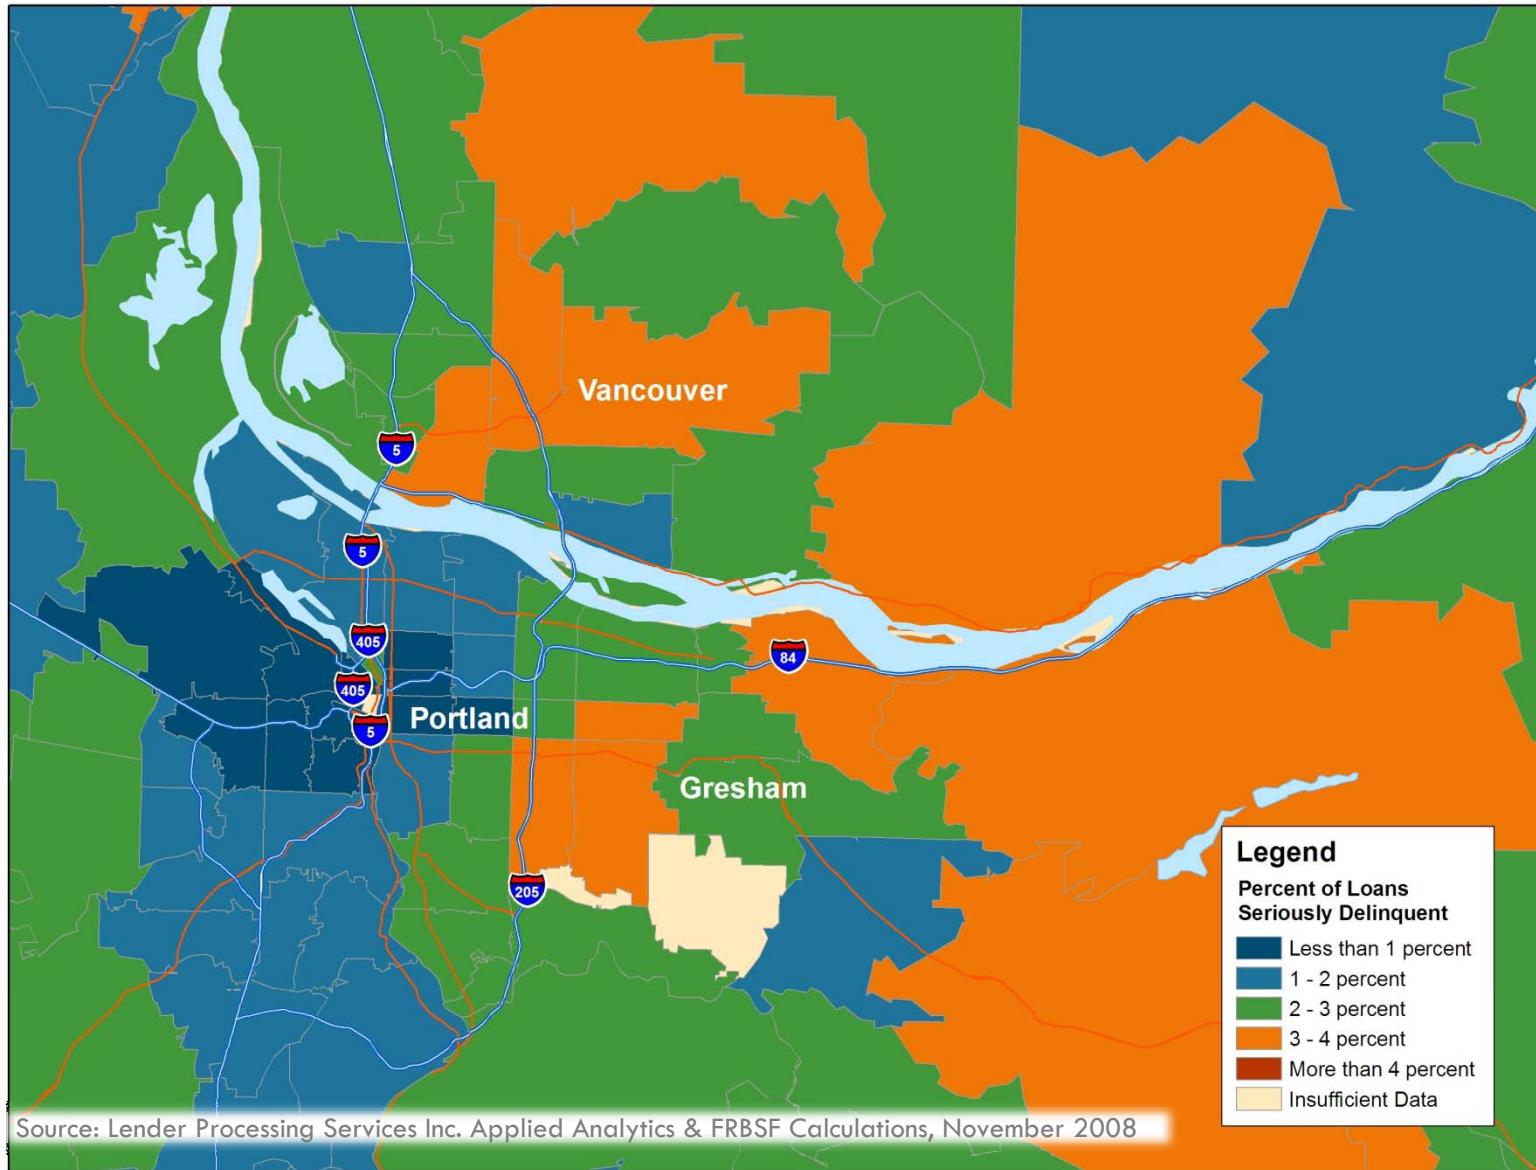 Vancouver
5
5
405
84
405
Portland
5
Gresham
205
Legend
Percent of Loans
Seriously Delinquent
Less than 1 percent
1 - 2 percent
2 - 3 percent
3 - 4 percent
More than 4 percent
Insufficient Data
Source: Lender Processing Services Inc. Applied Analytics & FRBSF Calculations, November 2008